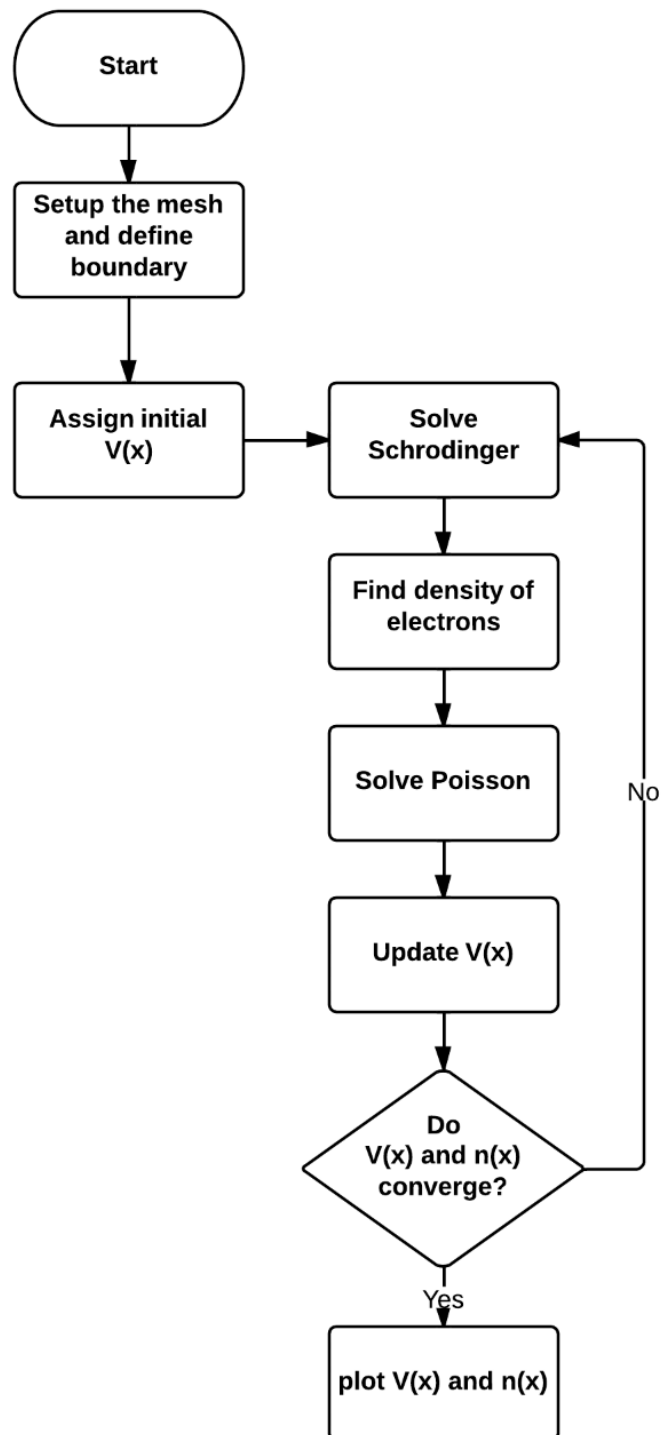 Start
Setup the mesh
and define
boundary
Assign initial
V(x)
Solve
Schrodinger
Find density of
electrons
Solve Poisson
No
Update V(x)
Do
V(x) and n(x)
converge?
Yes
plot V(x) and n(x)